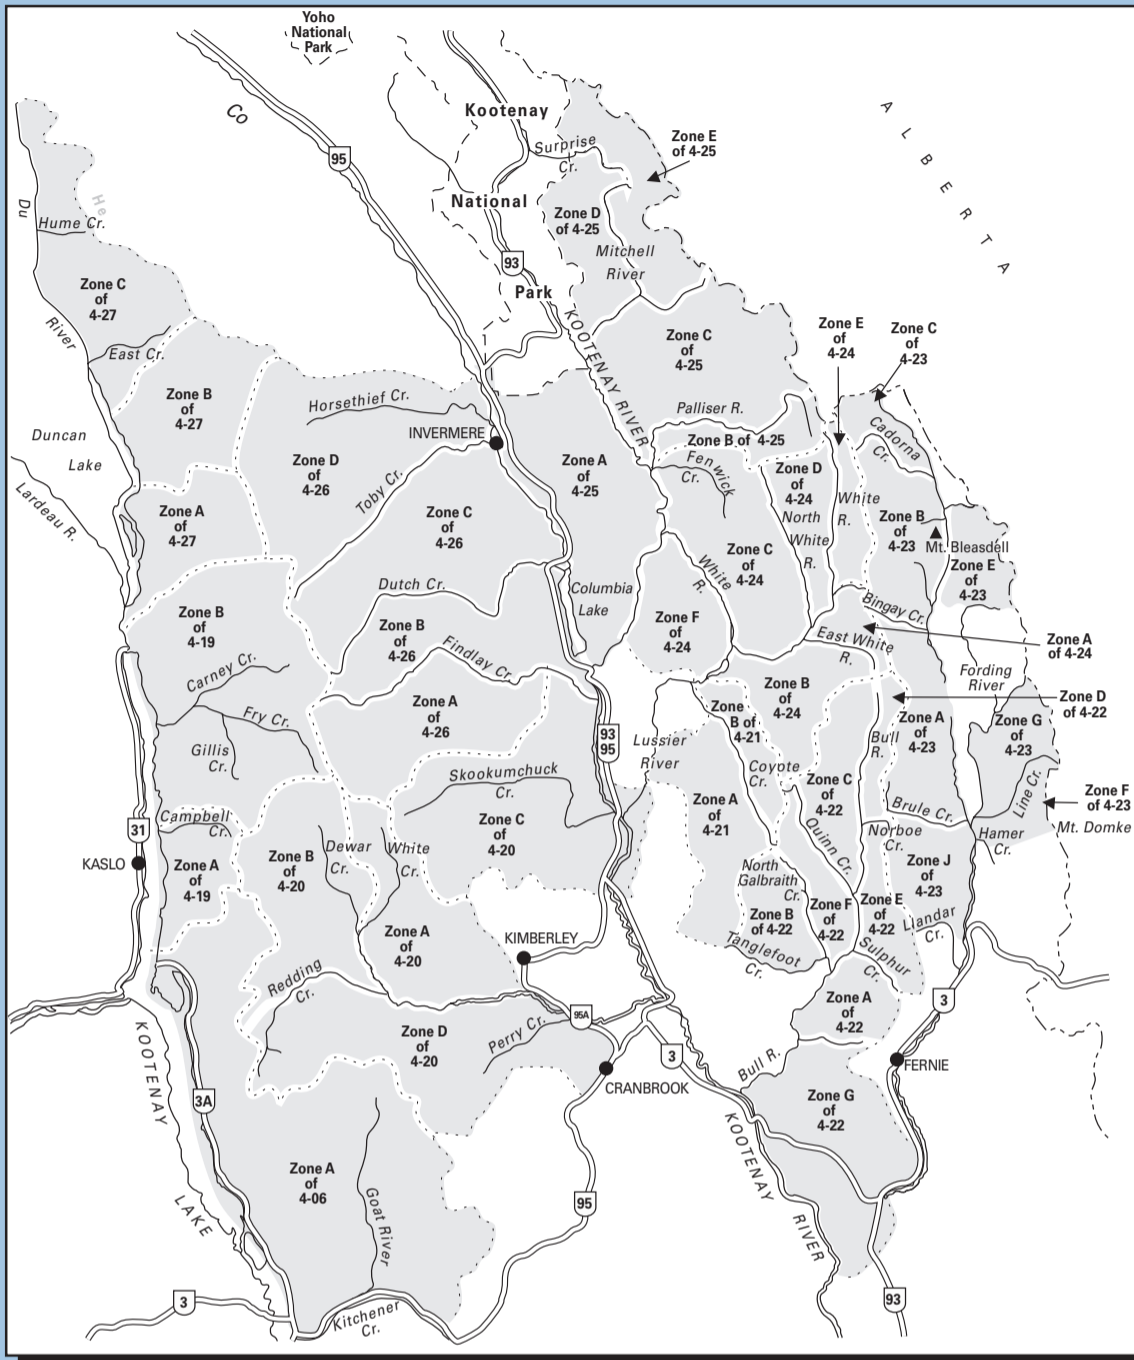 Yoho
National
Park
Co
95
Kootenay
National
Park
93
Surprise
Cr.
Zone E
of 4-25
A L B E R T A
Du
He
Hume Cr.
Zone D
of 4-25
Mitchell
River
Zone C
of
4-27
River
East Cr.
KOOTENAY RIVER
Zone C
of
4-25
Zone E
of
4-24
Zone C
of
4-23
Zone B
of
4-27
Horsethief Cr.
INVERMERE
Palliser R.
Zone B of 4-25
Cadorna
Cr.
Duncan
Lake
Lardeau R.
Zone D
of
4-26
Toby Cr.
Zone A
of
4-25
Fenwick
Cr.
Zone D
of
4-24
White
R.
Zone A
of
4-27
Zone C
of
4-26
North
White
R.
Zone B
of
4-23
Mt. Bleasdell
Zone E
of
4-23
Zone C
of
4-24
White
R.
Dutch Cr.
Columbia
Lake
Bingay Cr.
Zone B
of
4-19
Zone B
of
4-26
Findlay Cr.
Zone F
of
4-24
East White
R.
Zone A
of 4-24
Carney Cr.
Fording
River
Zone A
of
4-26
Zone B
of
4-24
Zone D
of 4-22
Fry Cr.
Zone
B of
4-21
Zone A
of
4-23
Zone G
of
4-23
93
95
Bull
R.
Gillis
Cr.
Lussier
River
Coyote
Cr.
Skookumchuck
Cr.
Zone C
of
4-22
Line Cr.
Zone F
of 4-23
Zone A
of
4-21
Brule Cr.
Mt. Domke
31
Campbell
Cr.
Zone C
of
4-20
Quinn Cr.
Norboe
Cr.
Hamer
Cr.
KASLO
Zone A
of
4-19
Zone B
of
4-20
Dewar
Cr.
White
Cr.
North
Galbraith
Cr.
Zone J
of
4-23
Zone B
of 4-22
Zone F
of
4-22
Zone E
of
4-22
Llandar
Cr.
Zone A
of
4-20
KIMBERLEY
Tanglefoot
Cr.
Sulphur
Cr.
Redding
Cr.
Zone A
of
4-22
3
95A
Zone D
of
4-20
Perry Cr.
3
CRANBROOK
Bull R.
FERNIE
KOOTENAY
LAKE
3A
Zone G
of
4-22
KOOTENAY
RIVER
Zone A
of
4-06
Goat River
95
3
Kitchener
Cr.
93